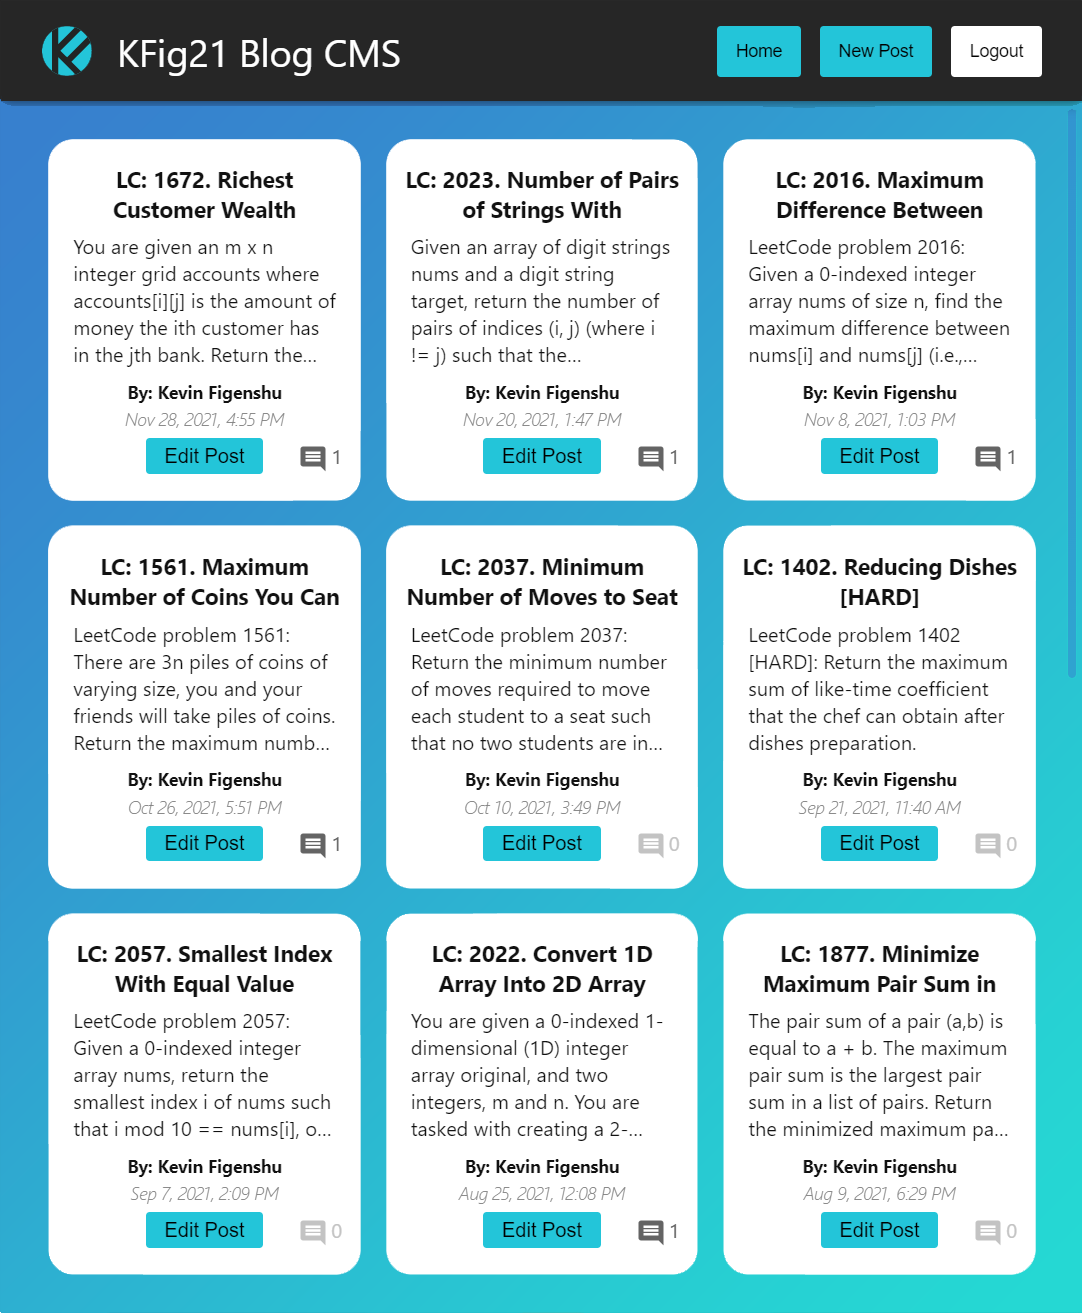 KFig21 Blog CMS
Home
New Post
Logout
LC: 1672. Richest
Customer Wealth
You are given an m x n
integer grid accounts where
accounts[i][j] is the amount of
money the ith customer has
in the jth bank. Return the...
By: Kevin Figenshu
Nov 28, 2021, 4:55 PM
Edit Post
1
LC: 2023. Number of Pairs
of Strings With
Given an array of digit strings
nums and a digit string
target, return the number of
pairs of indices (i, j) (where i
!= j) such that the...
By: Kevin Figenshu
Nov 20, 2021, 1:47 PM
Edit Post
1
LC: 2016. Maximum
Difference Between
LeetCode problem 2016:
Given a 0-indexed integer
array nums of size n, find the
maximum difference between
nums[i] and nums[j] (i.e.,...
By: Kevin Figenshu
Nov 8, 2021, 1:03 PM
Edit Post
1
LC: 1561. Maximum
Number of Coins You Can
LeetCode problem 1561:
There are 3n piles of coins of
varying size, you and your
friends will take piles of coins.
Return the maximum numb...
By: Kevin Figenshu
Oct 26, 2021, 5:51 PM
Edit Post
1
LC: 2037. Minimum
Number of Moves to Seat
LeetCode problem 2037:
Return the minimum number
of moves required to move
each student to a seat such
that no two students are in...
By: Kevin Figenshu
Oct 10, 2021, 3:49 PM
Edit Post
0
LC: 1402. Reducing Dishes
[HARD]
LeetCode problem 1402
[HARD]: Return the maximum
sum of like-time coefficient
that the chef can obtain after
dishes preparation.
By: Kevin Figenshu
Sep 21, 2021, 11:40 AM
Edit Post
0
LC: 2057. Smallest Index
With Equal Value
LeetCode problem 2057:
Given a 0-indexed integer
array nums, return the
smallest index i of nums such
that i mod 10 == nums[i], o...
By: Kevin Figenshu
Sep 7, 2021, 2:09 PM
Edit Post
0
LC: 2022. Convert 1D
Array Into 2D Array
You are given a 0-indexed 1-
dimensional (1D) integer
array original, and two
integers, m and n. You are
tasked with creating a 2-...
By: Kevin Figenshu
Aug 25, 2021, 12:08 PM
Edit Post
1
LC: 1877. Minimize
Maximum Pair Sum in
The pair sum of a pair (a,b) is
equal to a + b. The maximum
pair sum is the largest pair
sum in a list of pairs. Return
the minimized maximum pa...
By: Kevin Figenshu
Aug 9, 2021, 6:29 PM
Edit Post
0